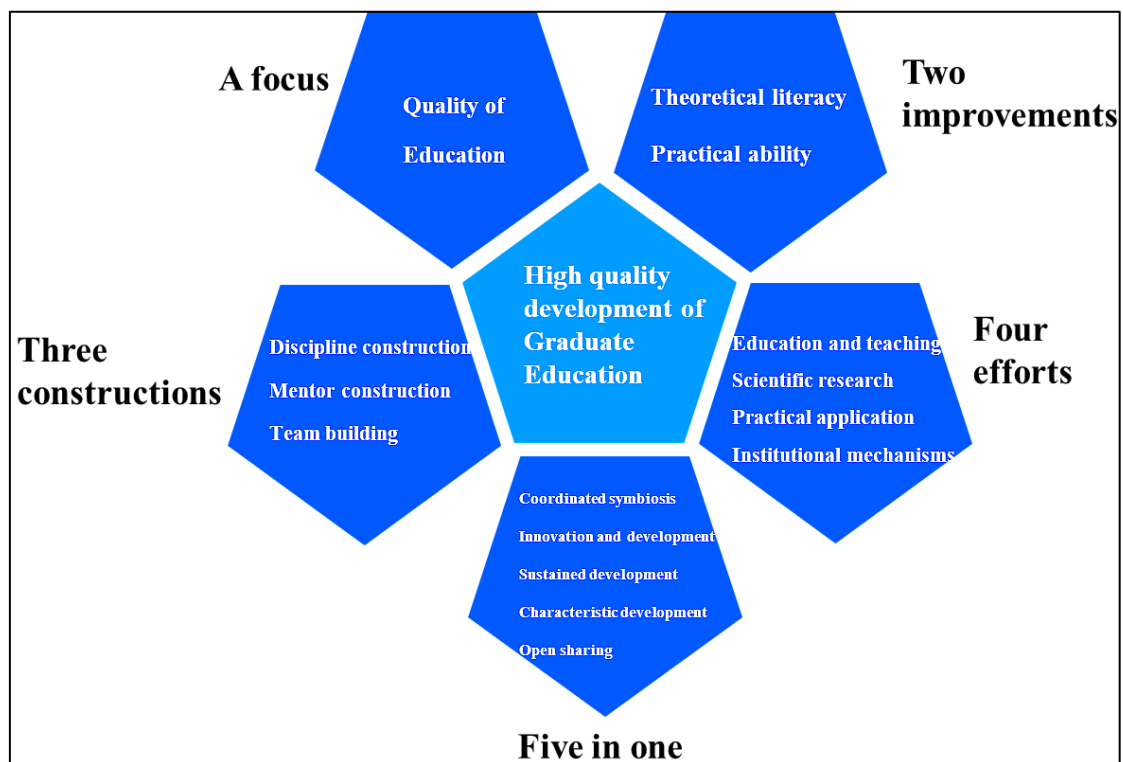 A focus
Quality of
Education
Two
improvements
Theoretical literacy
Practical ability
High quality
development of
Graduate
Education
Three
constructions
Discipline construction
Mentor construction
Team building
Four
efforts
Education and teaching
Scientific research
Practical application
Institutional mechanisms
Coordinated symbiosis
Innovation and development
Sustained development
Characteristic development
Open sharing
Five in one